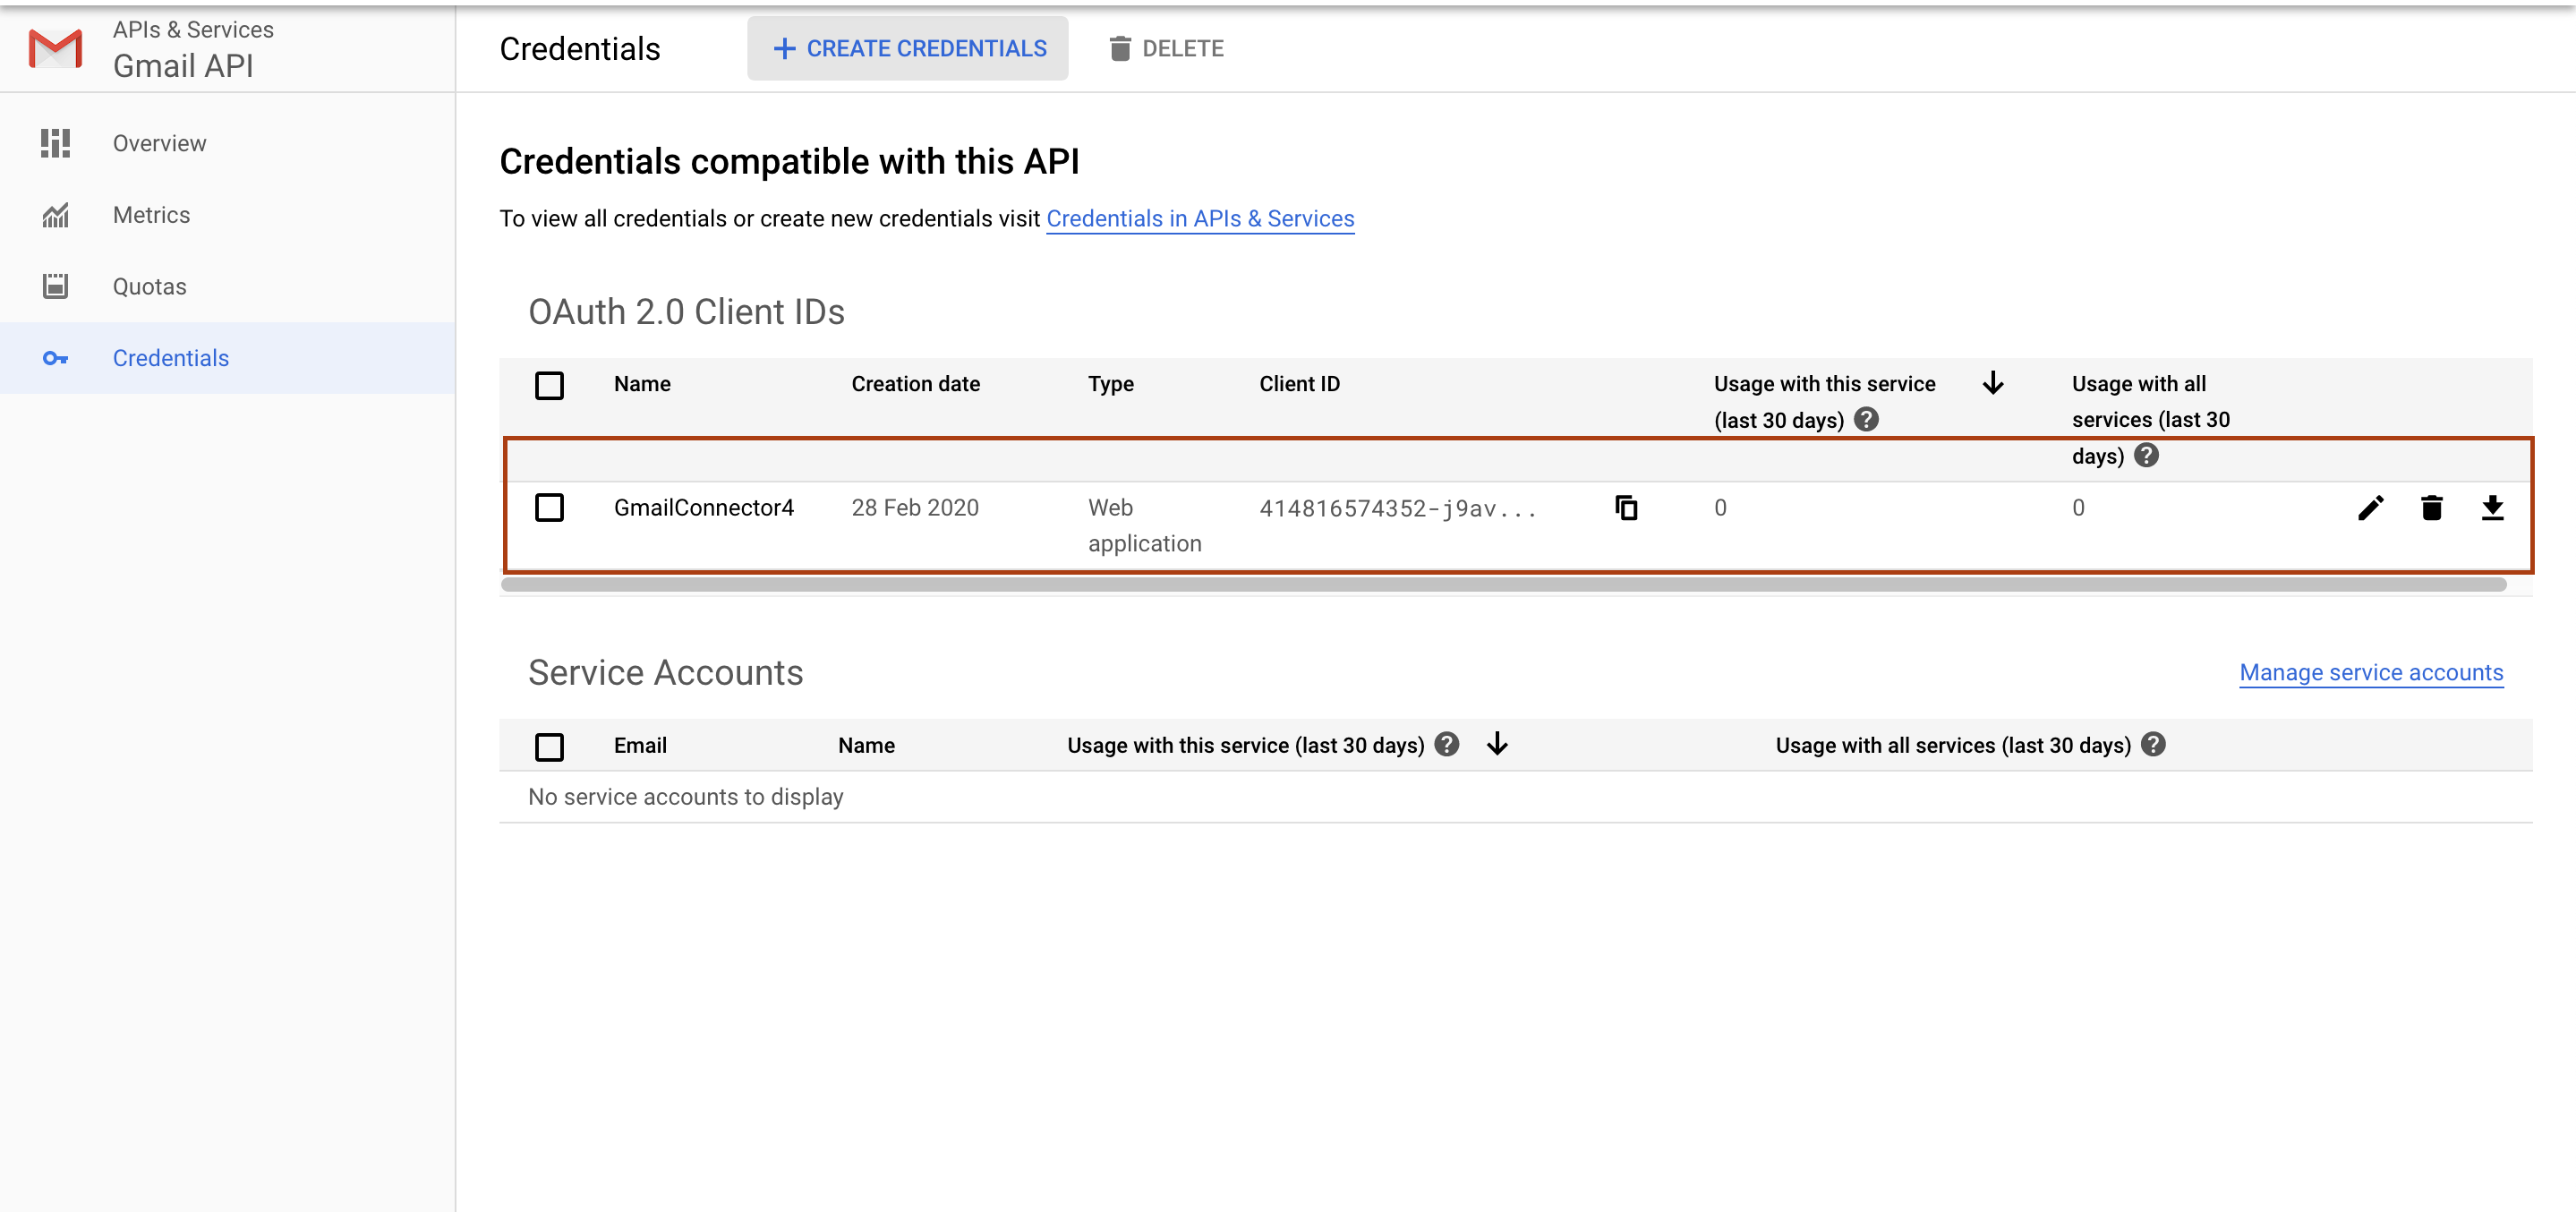 APIs & Services
Gmail API
Overview
Metrics
Quotas
Credentials
Credentials
CREATE CREDENTIALS
DELETE
Credentials compatible with this API
To view all credentials or create new credentials visit Credentials in APIs & Services
OAuth 2.0 Client IDs
Name Creation date Type Client ID Usage with this service Usage with all
(last 30 days) services (last 30
days)
GmailConnector4 28 Feb 2020 Web 414816574352-j9av... 0 0
application
Service Accounts Manage service accounts
Email Name Usage with this service (last 30 days) Usage with all services (last 30 days)
No service accounts to display